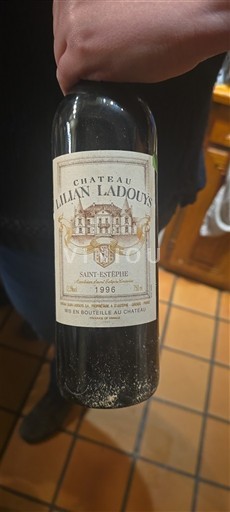 CHATEAU
LILIAN LADOUYS
SAINT-ESTÈPHE
1996
MIS EN BOUTEILLE AU CHATEAU